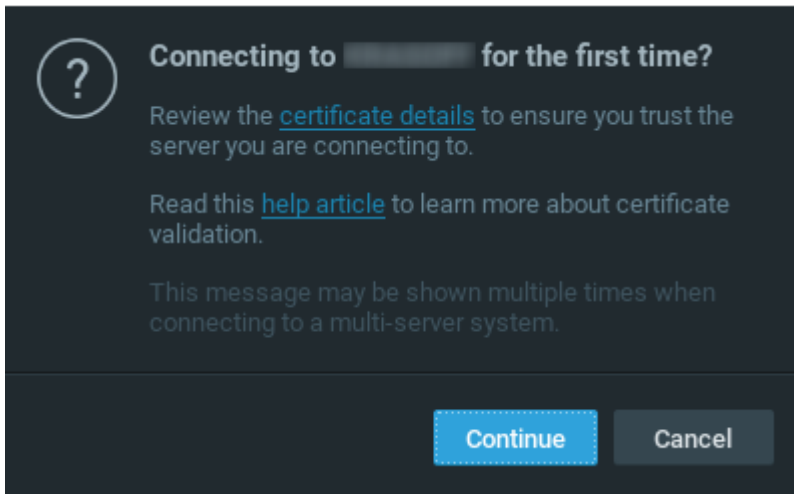 ?
Connecting to for the first time?
Review the certificate details to ensure you trust the
server you are connecting to.
Read this help article to learn more about certificate
validation.
This message may be shown multiple times when
connecting to a multi-server system.
Continue
Cancel